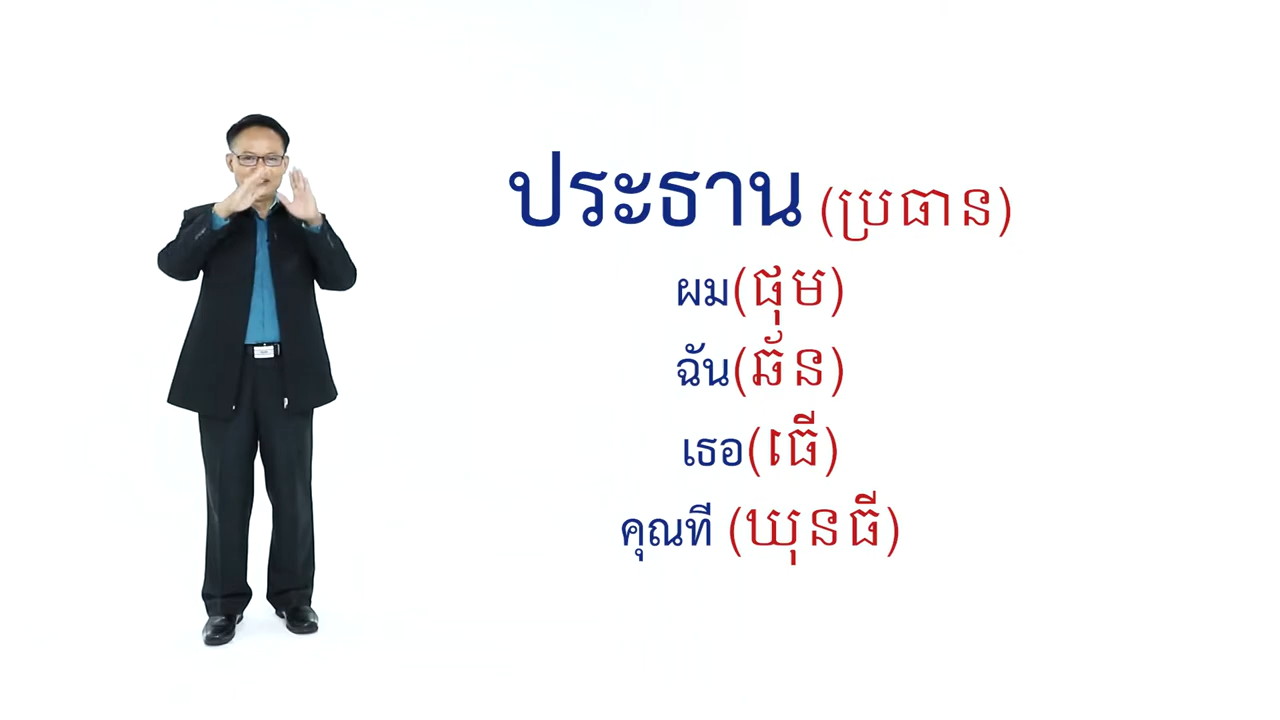 ประธาน (ប្រធាន)
ผม(ផុម)
ฉัน(ឆ័ន)
เธอ(ធើ)
คุณที (ឃុនធី)